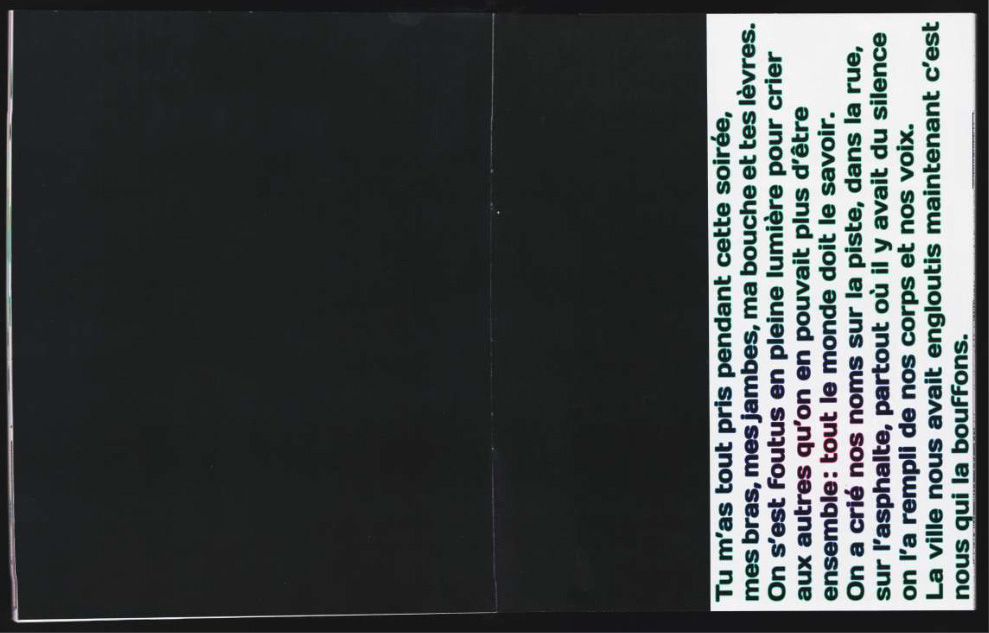 Tu m'as tout pris pendant cette soirée,
mes bras, mes jambes, ma bouche et tes lèvres.
On s'est foutus en pleine lumière pour crier
aux autres qu'on en pouvait plus d'être
ensemble : tout le monde doit le savoir.
On a crié nos noms sur la piste, dans la rue,
sur l'asphalte, partout où il y avait du silence
on l'a rempli de nos corps et nos voix.
La ville nous avait engloutis maintenant c'est
nous qui la bouffons.